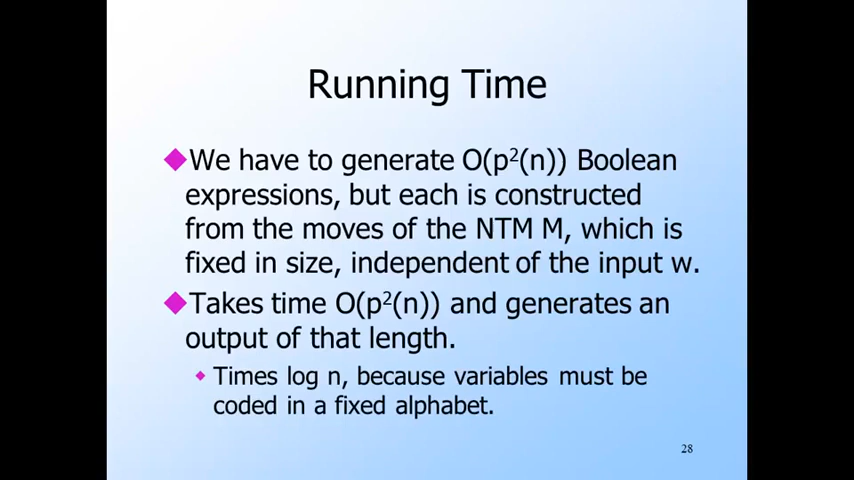 Running Time
We have to generate O(p²(n)) Boolean
expressions, but each is constructed
from the moves of the NTM M, which is
fixed in size, independent of the input w.
Takes time O(p²(n)) and generates an
output of that length.
Times log n, because variables must be
coded in a fixed alphabet.
28